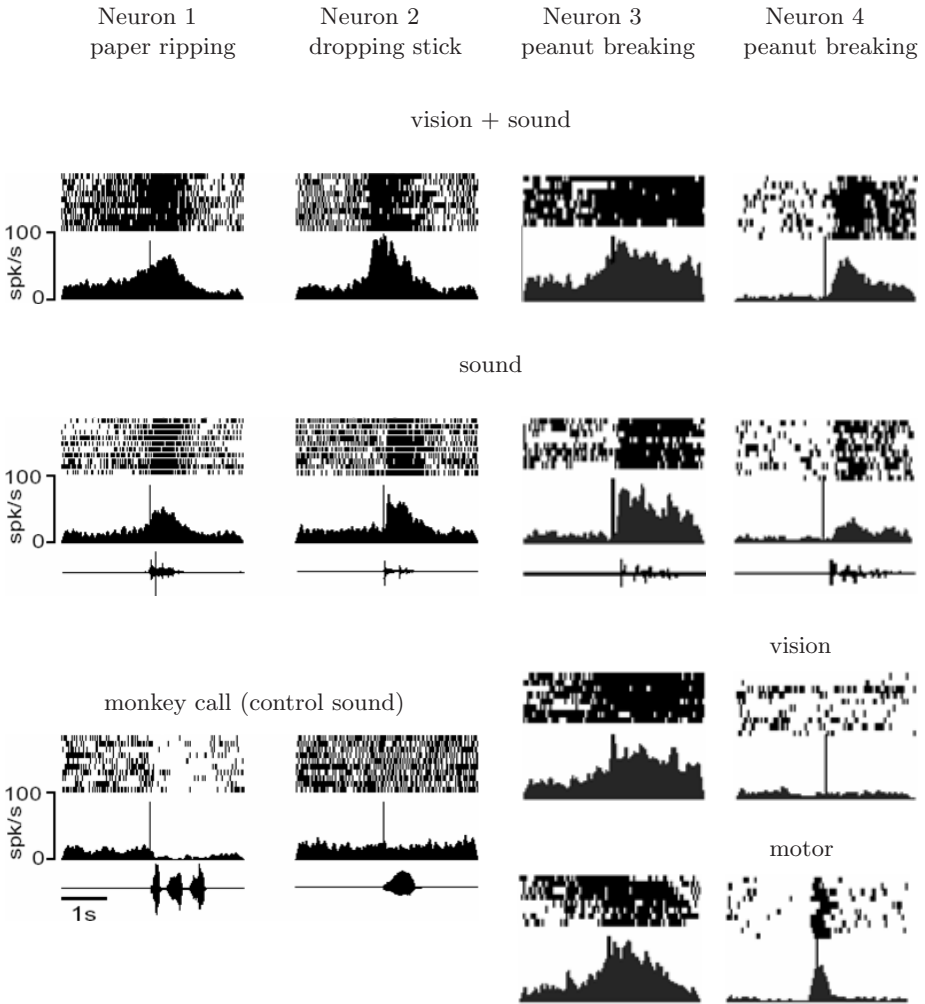 Neuron 1 Neuron 2 Neuron 3 Neuron 4
paper ripping dropping stick peanut breaking peanut breaking
vision + sound
100
spk/s
0
sound
100
spk/s
0
vision
monkey call (control sound)
100
spk/s
0
motor
1s